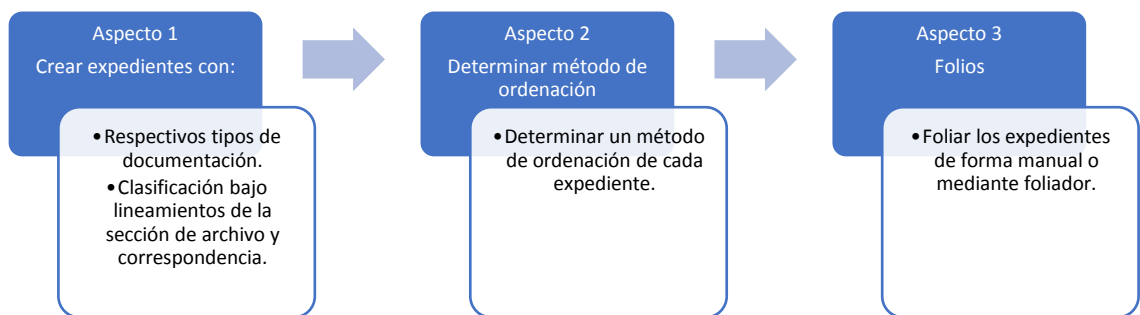 Aspecto 1
Crear expedientes con:
•Respectivos tipos de
documentación.
•Clasificación bajo
lineamientos de la
sección de archivo y
correspondencia.
Aspecto 2
Determinar método de
ordenación
•Determinar un método
de ordenación de cada
expediente.
Aspecto 3
Folios
•Foliar los expedientes
de forma manual o
mediante foliador.